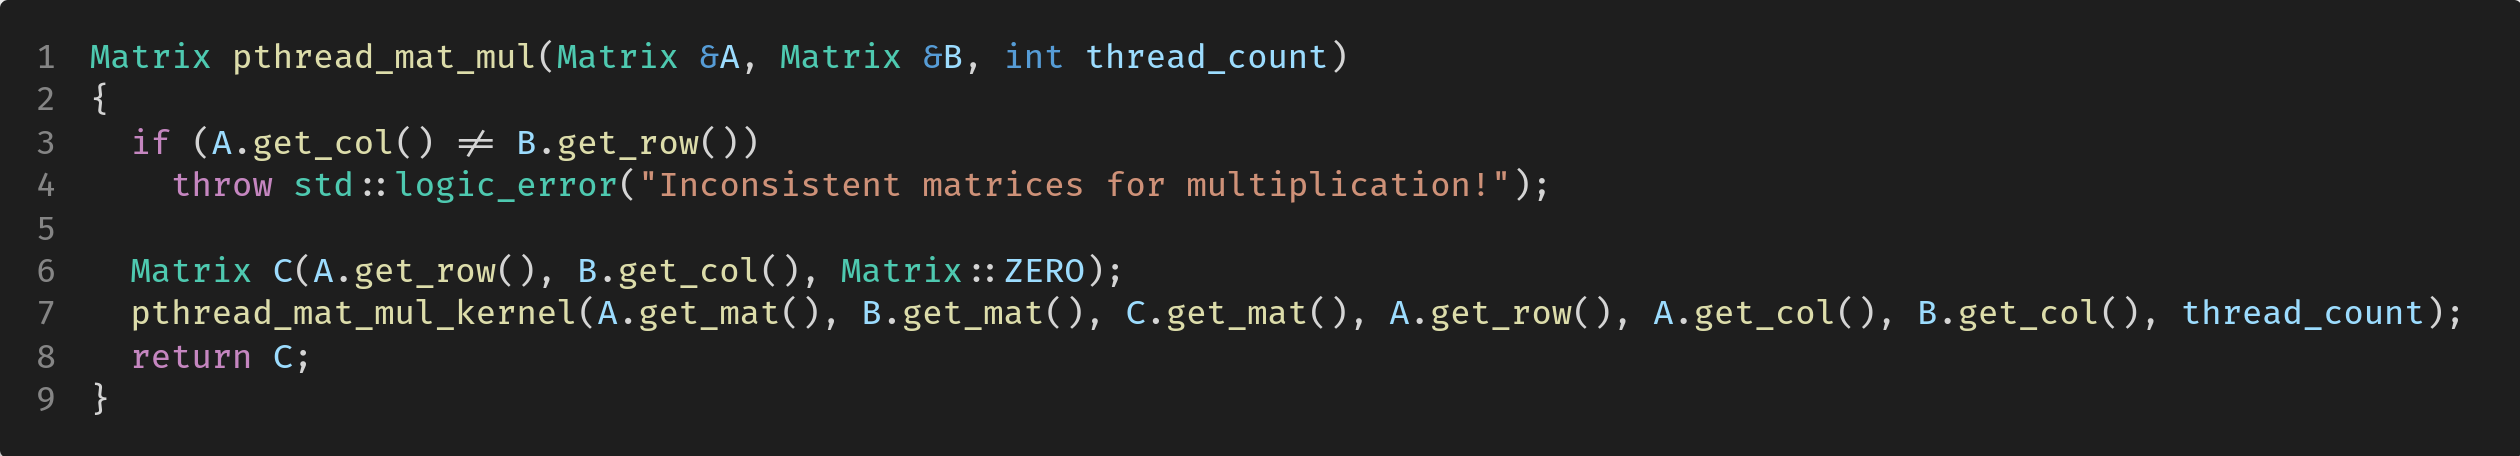 1 Matrix pthread_mat_mul(Matrix &A, Matrix &B, int thread_count)
2 {
3   if (A.get_col() != B.get_row())
4     throw std::logic_error("Inconsistent matrices for multiplication!");
5
6   Matrix C(A.get_row(), B.get_col(), Matrix::ZERO);
7   pthread_mat_mul_kernel(A.get_mat(), B.get_mat(), C.get_mat(), A.get_row(), A.get_col(), B.get_col(), thread_count);
8   return C;
9 }